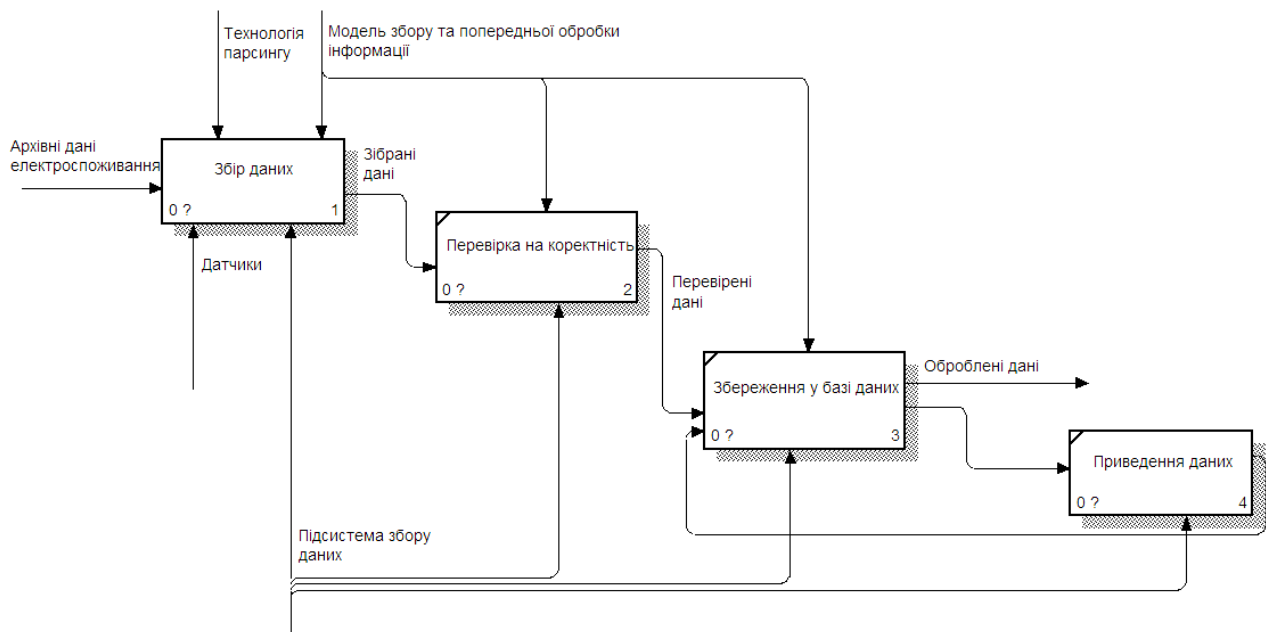 Технологія
парсингу
Модель збору та попередньої обробки
інформації
Архівні дані
електроспоживання
Збір даних
0 ?
1
Зібрані
дані
Датчики
Перевірка на коректність
0 ?
2
Перевірені
дані
Збереження у базі даних
0 ?
3
Оброблені дані
Приведення даних
0 ?
4
Підсистема збору
даних